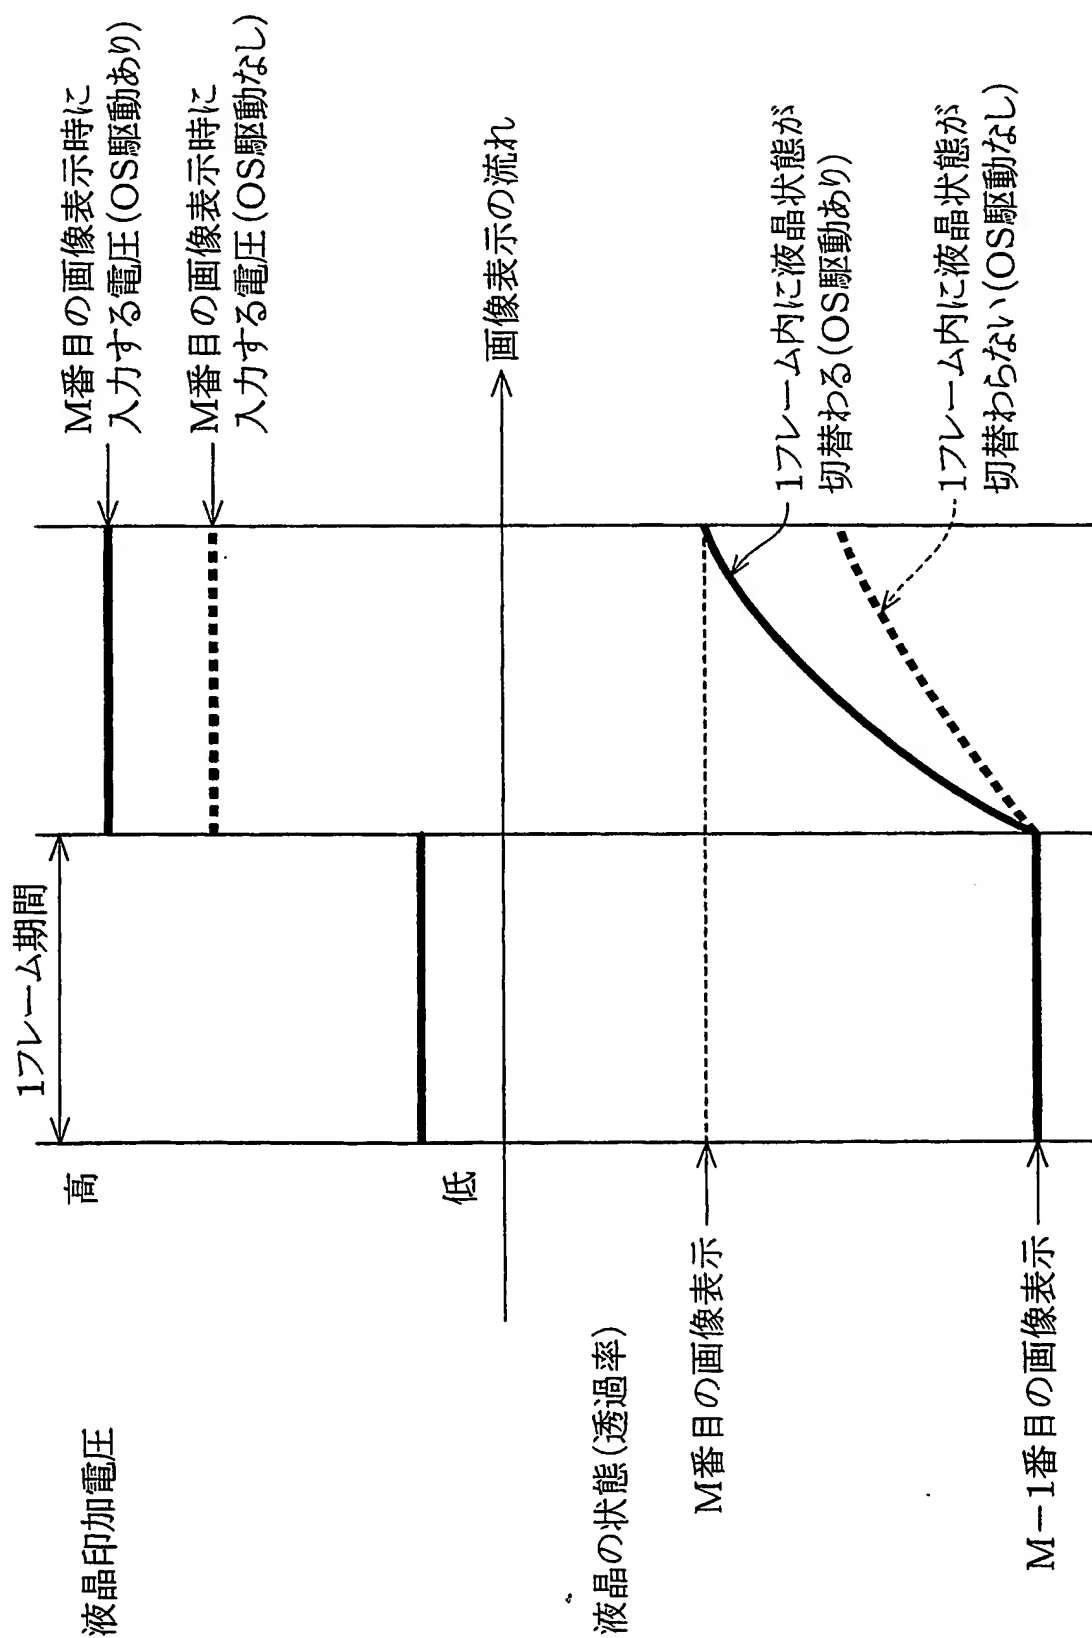 液晶印加電圧
高
低
1フレーム期間
M番目の画像表示時に
入力する電圧(OS駆動あり)
M番目の画像表示時に
入力する電圧(OS駆動なし)
画像表示の流れ
液晶の状態(透過率)
M番目の画像表示
M−1番目の画像表示
1フレーム内に液晶状態が
切替わる(OS駆動あり)
1フレーム内に液晶状態が
切替わらない(OS駆動なし)